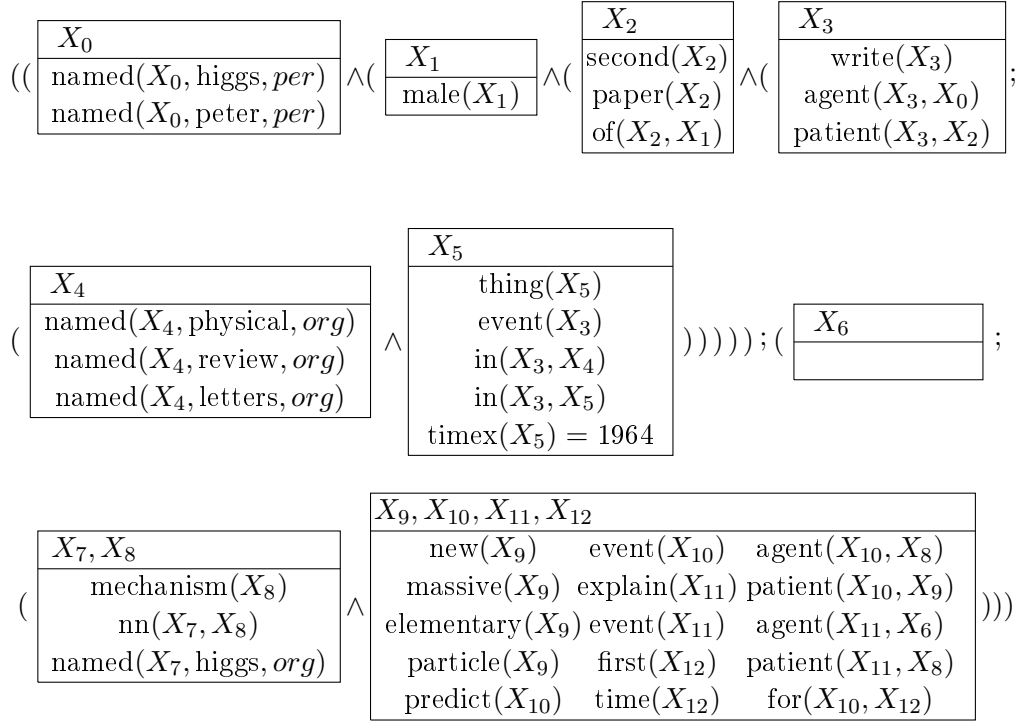 (( X₀ ∧( X₁ ∧( X₂ ∧( X₃ ;
named(X₀, higgs, per)
named(X₀, peter, per)
male(X₁)
second(X₂)
paper(X₂)
of(X₂, X₁)
write(X₃)
agent(X₃, X₀)
patient(X₃, X₂)
( X₄ ∧ X₅ ))))) ; ( X₆ ;
named(X₄, physical, org)
named(X₄, review, org)
named(X₄, letters, org)
thing(X₅)
event(X₃)
in(X₃, X₄)
in(X₃, X₅)
timex(X₅) = 1964
( X₇, X₈ ∧ X₉, X₁₀, X₁₁, X₁₂ )))
mechanism(X₈)
nn(X₇, X₈)
named(X₇, higgs, org)
new(X₉) event(X₁₀) agent(X₁₀, X₈)
massive(X₉) explain(X₁₁) patient(X₁₀, X₉)
elementary(X₉) event(X₁₁) agent(X₁₁, X₆)
particle(X₉) first(X₁₂) patient(X₁₁, X₈)
predict(X₁₀) time(X₁₂) for(X₁₀, X₁₂)